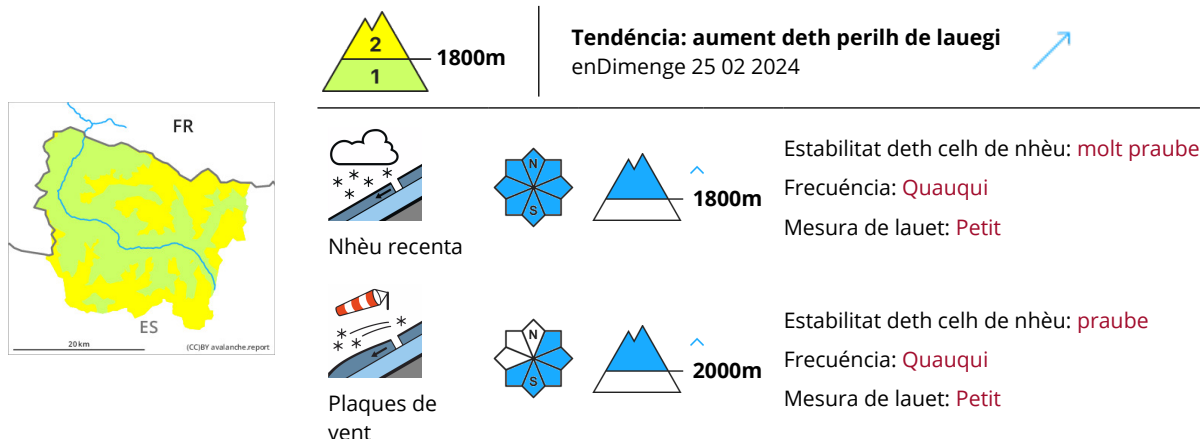 2
1
1800m
Tendéncia: aument deth perilh de lauegi
enDimenge 25 02 2024
FR
ES
20 km
(CC)BY avalanche.report
Nhèu recenta
N
S
1800m
Estabilitat deth celh de nhèu: molt praube
Frecuéncia: Quauqui
Mesura de lauet: Petit
Plaques de
vent
N
S
2000m
Estabilitat deth celh de nhèu: praube
Frecuéncia: Quauqui
Mesura de lauet: Petit